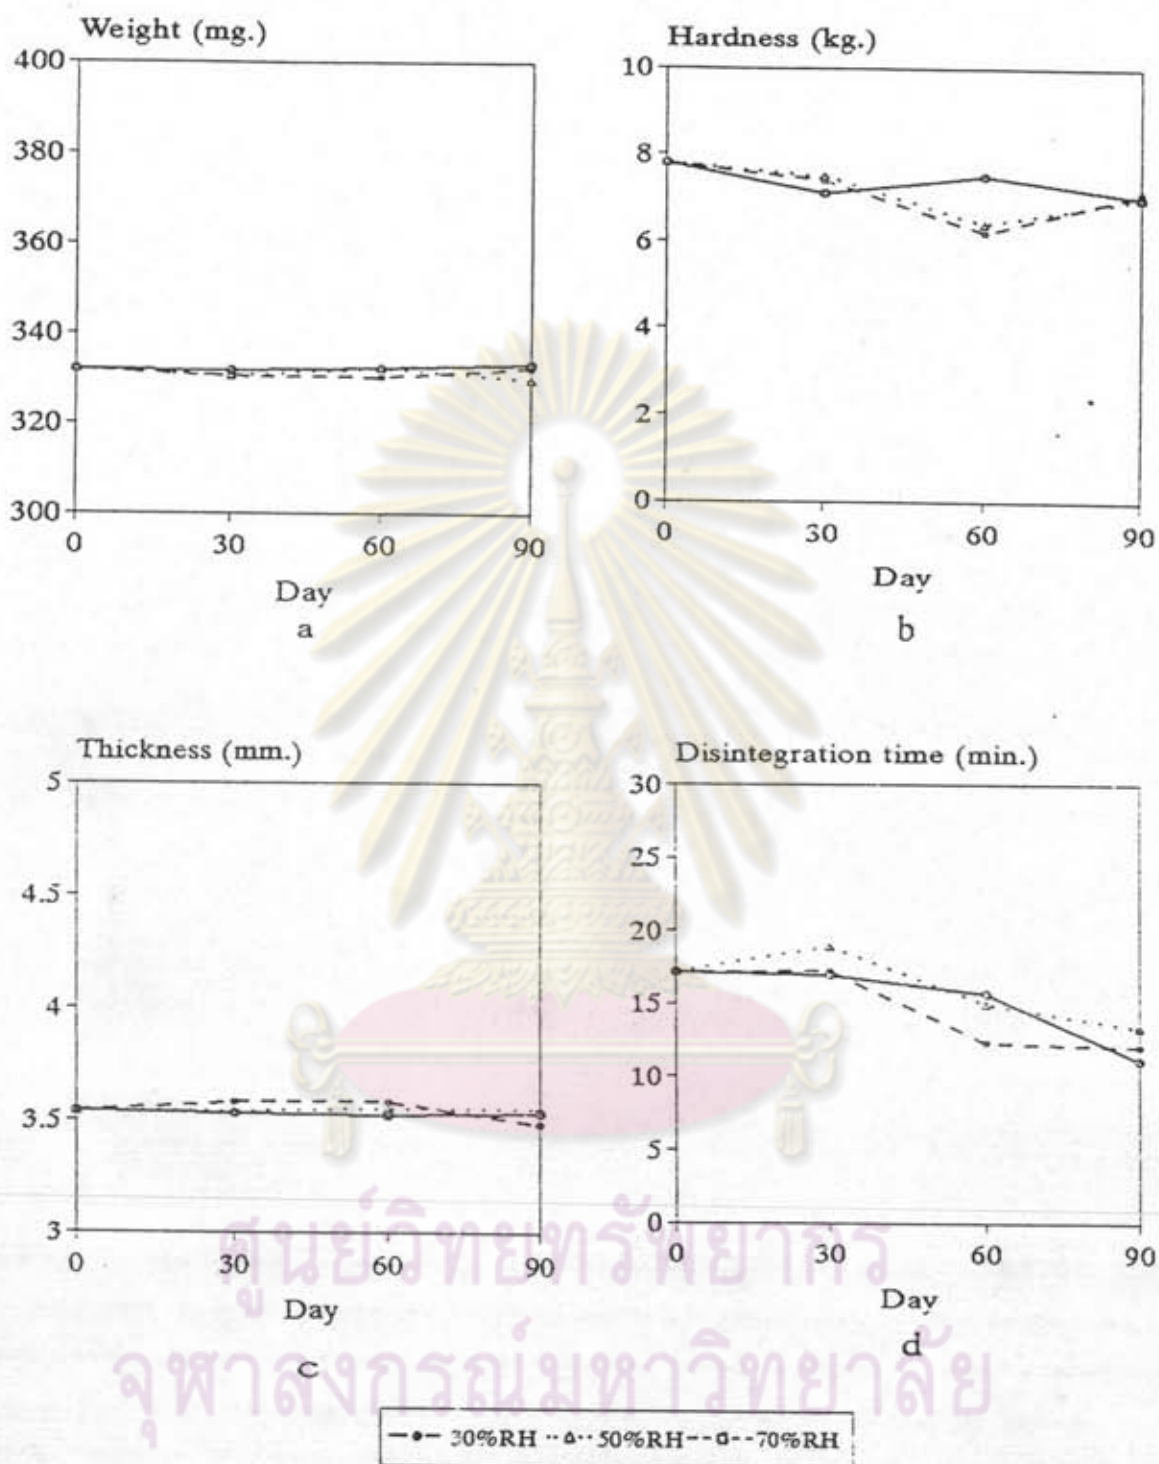 Weight (mg.)
400
380
360
340
320
300
0 30 60 90
Day
a
Hardness (kg.)
10
8
6
4
2
0
0 30 60 90
Day
b
Thickness (mm.)
5
4.5
4
3.5
3
0 30 60 90
Day
c
Disintegration time (min.)
30
25
20
15
10
5
0
0 30 60 90
Day
d
ศูนย์วิทยทรัพยากร
จุฬาลงกรณ์มหาวิทยาลัย
30%RH 50%RH 70%RH